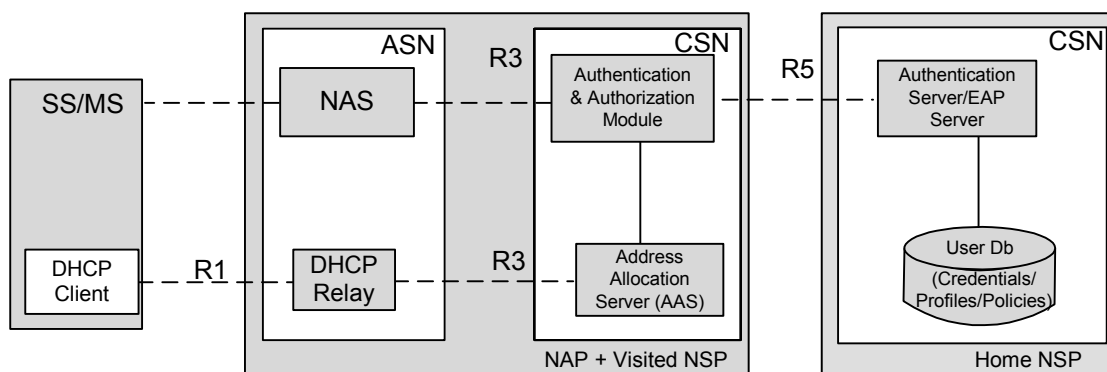 ASN
CSN
CSN
R3
R5
SS/MS
NAS
Authentication
& Authorization
Module
Authentication
Server/EAP
Server
DHCP
Client
R1
DHCP
Relay
R3
Address
Allocation
Server (AAS)
User Db
(Credentials/
Profiles/Policies)
NAP + Visited NSP
Home NSP